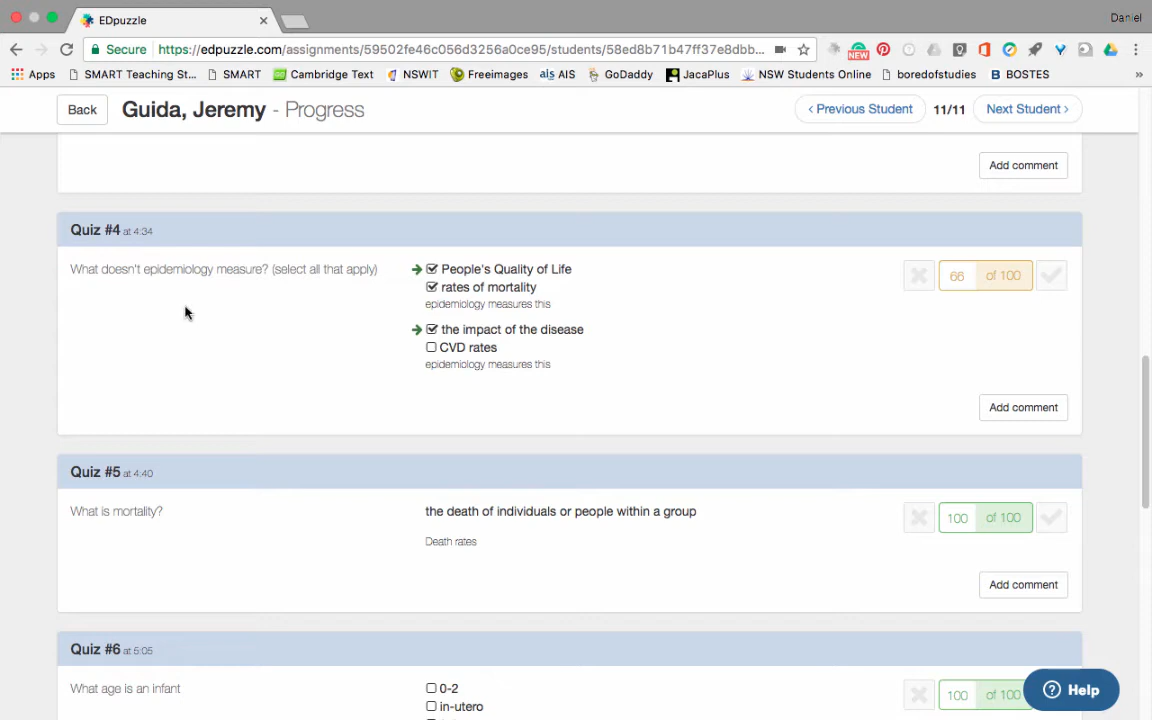 EDpuzzle
Daniel
Secure https://edpuzzle.com/assignments/59502fe46c056d3256a0ce95/students/58ed8b71b47ff37e8dbb...
NEW
Apps SMART Teaching St... SMART Cambridge Text NSWIT Freeimages a!s AIS GoDaddy JacaPlus NSW Students Online boredofstudies B BOSTES »
Back Guida, Jeremy - Progress ‹ Previous Student 11/11 Next Student ›
Add comment
Quiz #4 at 4:34
What doesn't epidemiology measure? (select all that apply)
People's Quality of Life
66 of 100
rates of mortality
epidemiology measures this
the impact of the disease
CVD rates
epidemiology measures this
Add comment
Quiz #5 at 4:40
What is mortality?
the death of individuals or people within a group
100 of 100
Death rates
Add comment
Quiz #6 at 5:05
What age is an infant
0-2
100 of 100
in-utero
? Help